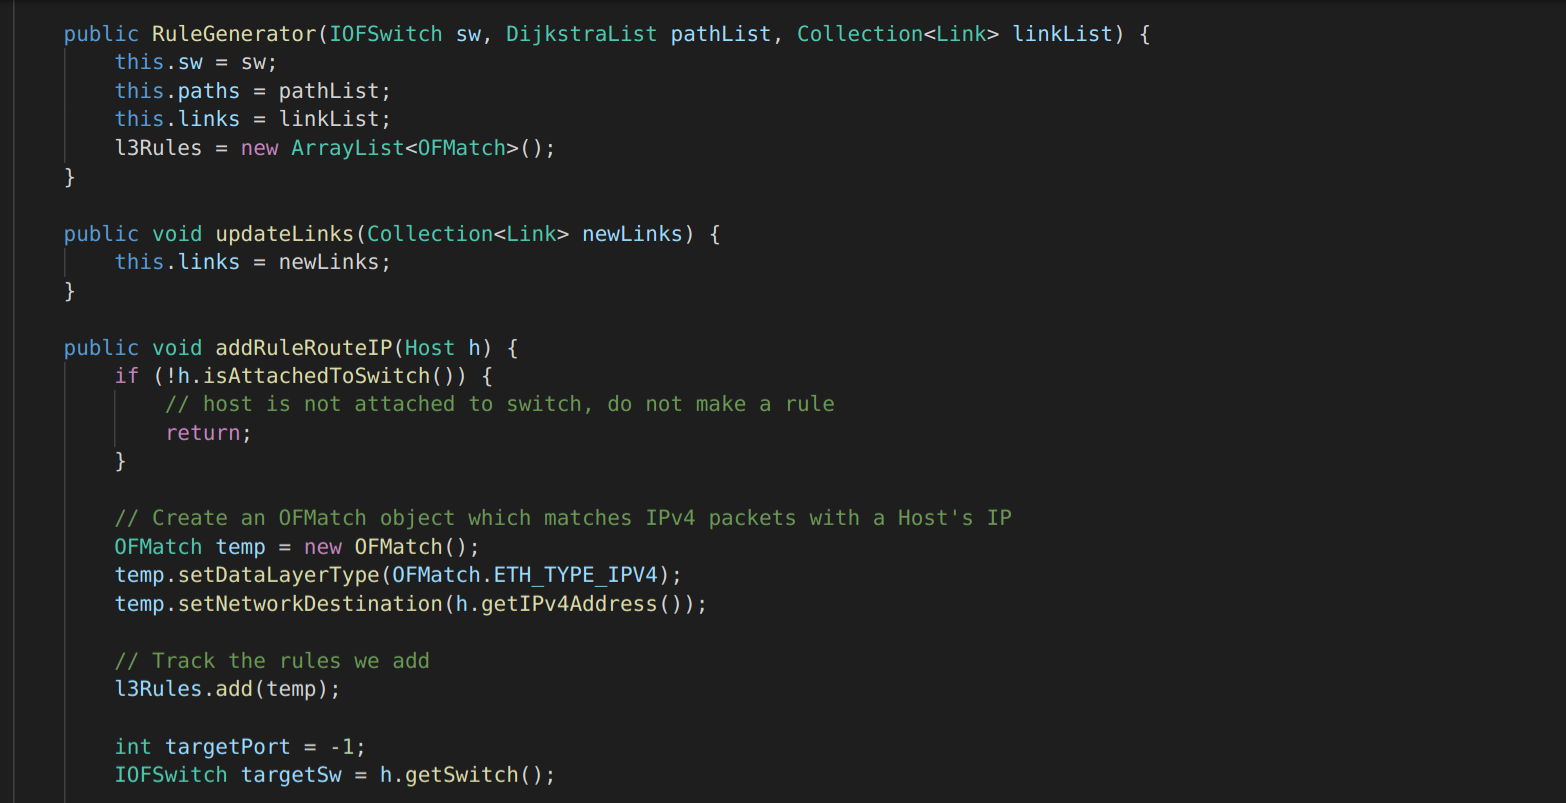 public RuleGenerator(IOFSwitch sw, DijkstraList pathList, Collection<Link> linkList) {
this.sw = sw;
this.paths = pathList;
this.links = linkList;
l3Rules = new ArrayList<OFMatch>();
}
public void updateLinks(Collection<Link> newLinks) {
this.links = newLinks;
}
public void addRuleRouteIP(Host h) {
if (!h.isAttachedToSwitch()) {
// host is not attached to switch, do not make a rule
return;
}
// Create an OFMatch object which matches IPv4 packets with a Host's IP
OFMatch temp = new OFMatch();
temp.setDataLayerType(OFMatch.ETH_TYPE_IPV4);
temp.setNetworkDestination(h.getIPv4Address());
// Track the rules we add
l3Rules.add(temp);
int targetPort = -1;
IOFSwitch targetSw = h.getSwitch();